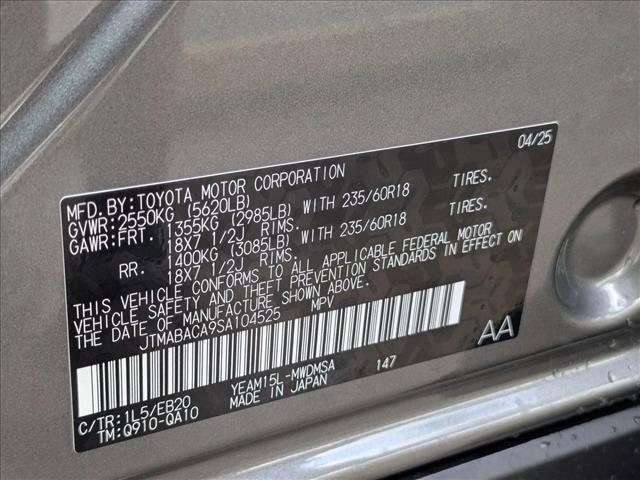 04/25
MFD.BY:TOYOTA MOTOR CORPORATION
GVWR:2550KG (5620LB)
GAWR:FRT. 1355KG (2985LB) WITH 235/60R18 TIRES.
18X7 1/2J RIMS.
RR. 1400KG (3085LB) WITH 235/60R18 TIRES.
18X7 1/2J RIMS.
THIS VEHICLE CONFORMS TO ALL APPLICABLE FEDERAL MOTOR
VEHICLE SAFETY AND THEFT PREVENTION STANDARDS IN EFFECT ON
THE DATE OF MANUFACTURE SHOWN ABOVE.
JTMABACA9SA104525 MPV
AA
C/TR:1L5/EB20 YEAM15L-MWDMSA 147
TM:Q910-QA10 MADE IN JAPAN